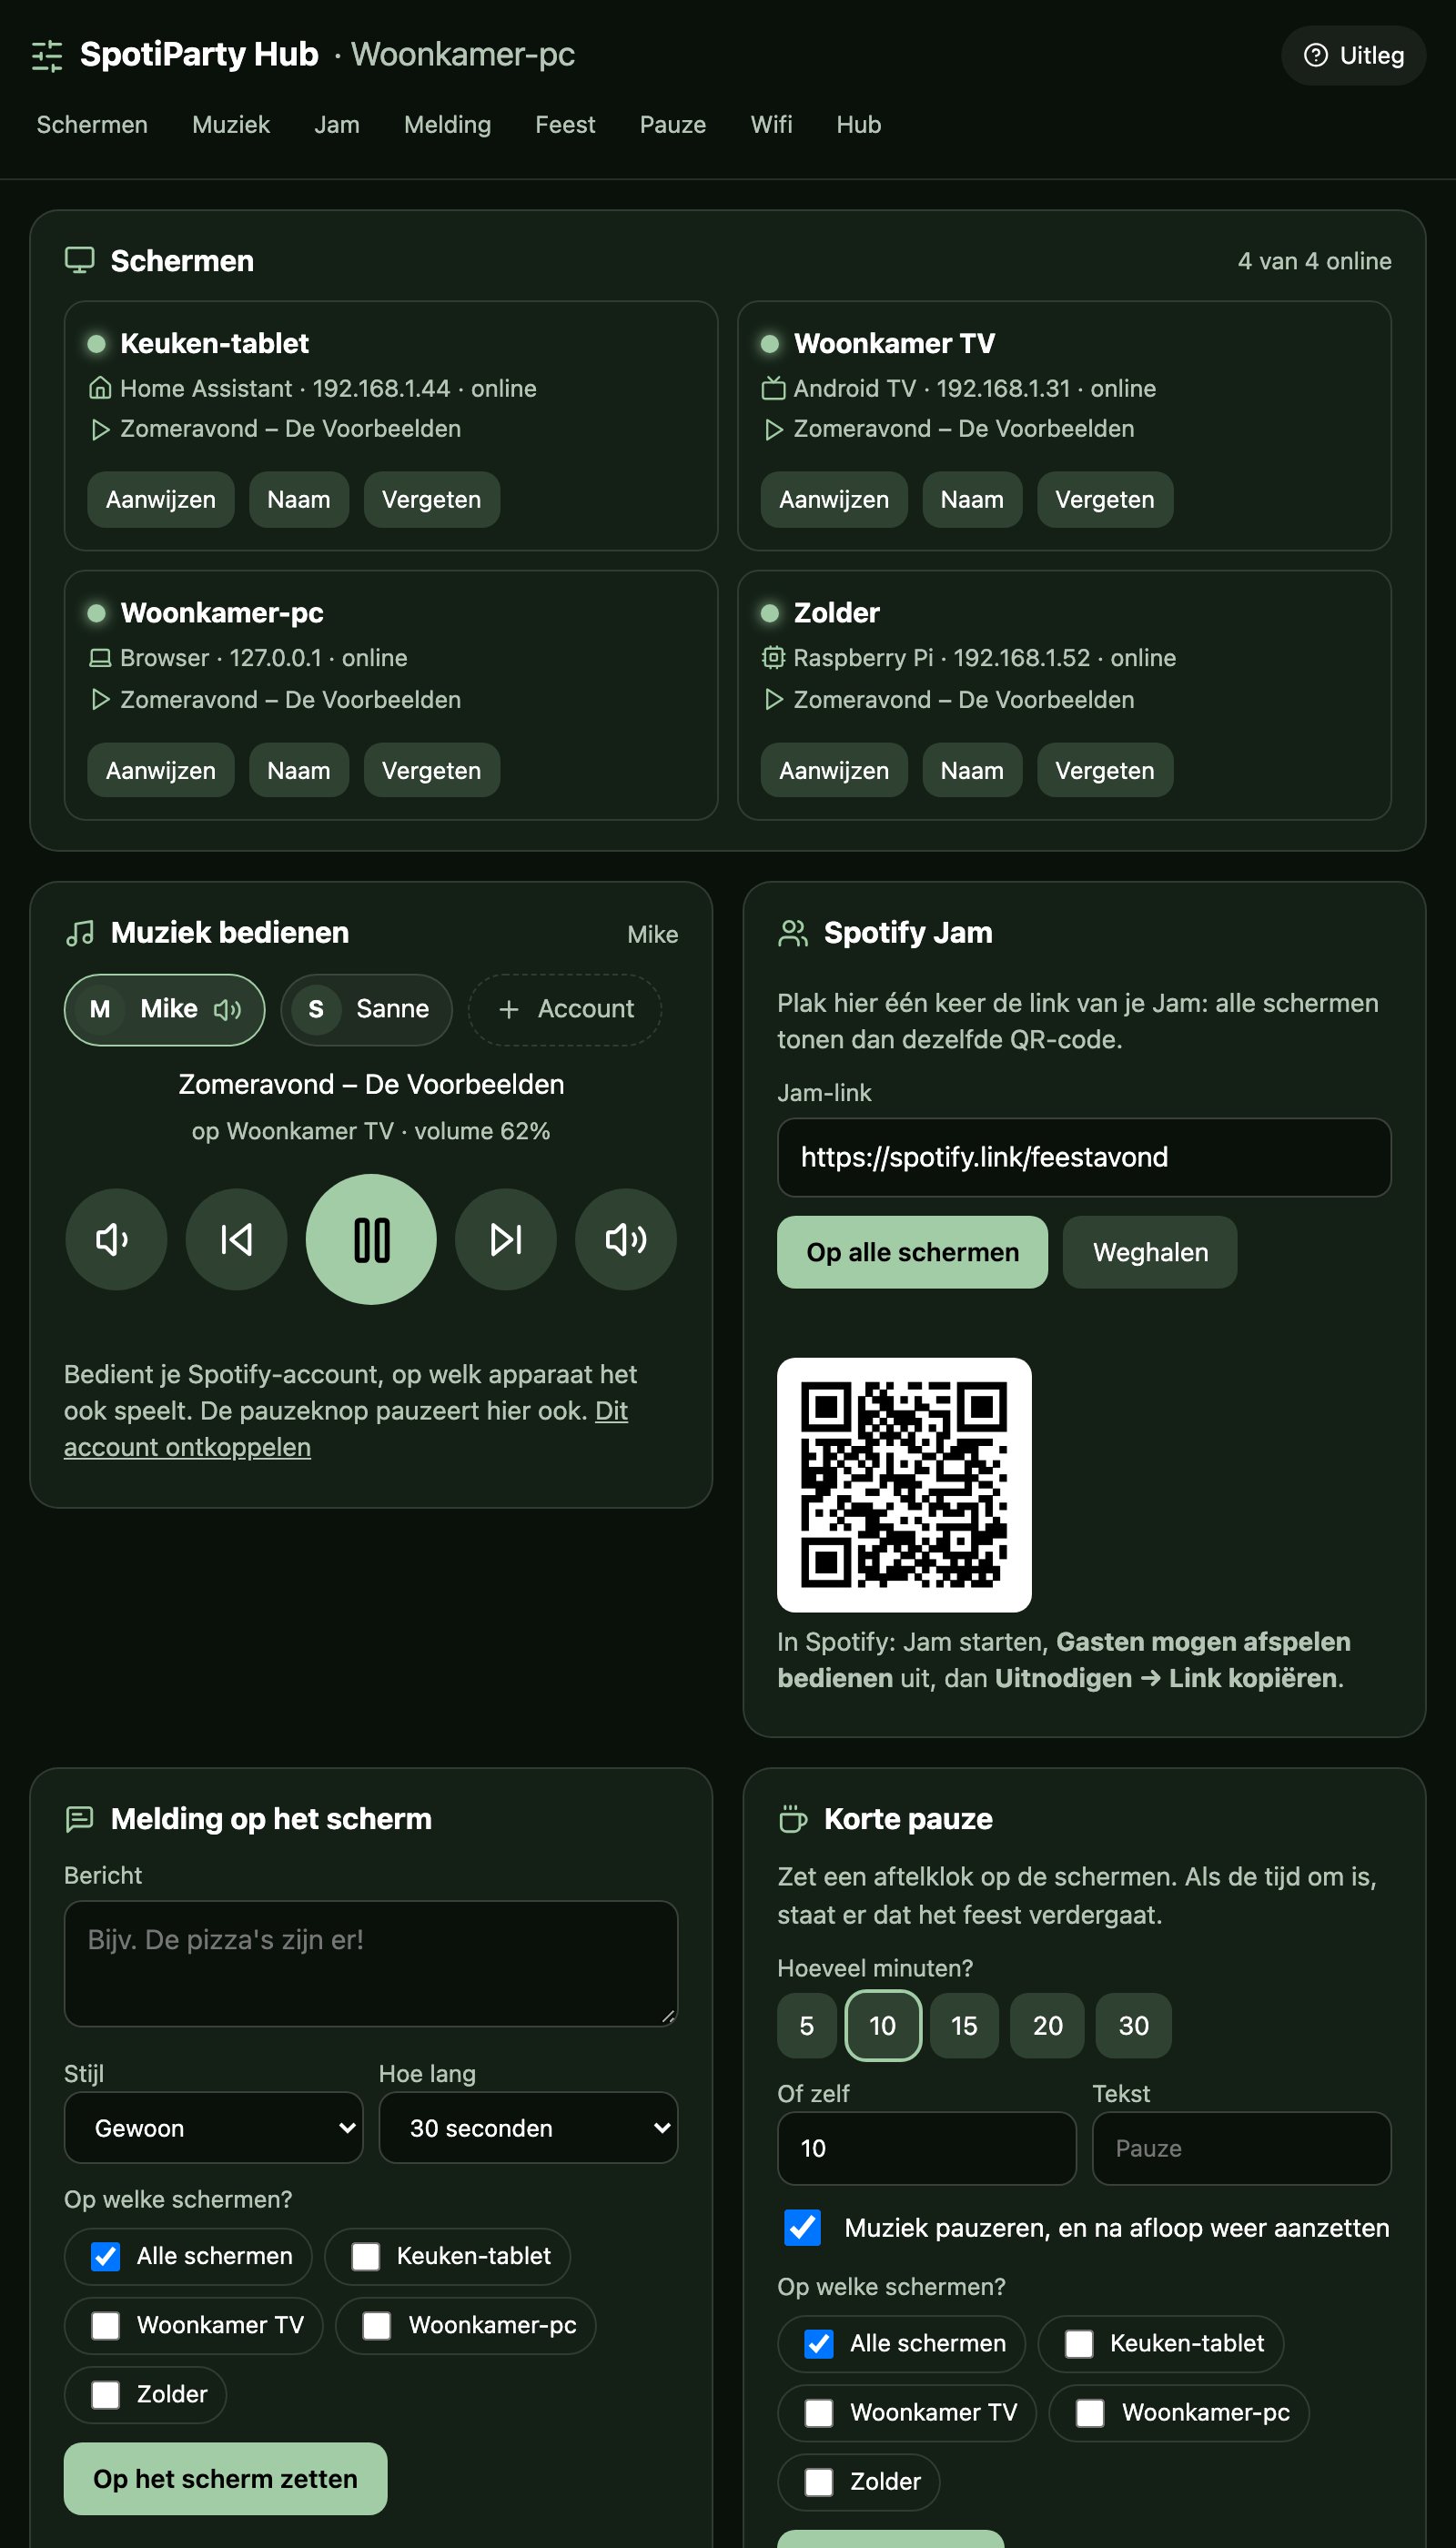 SpotiParty Hub · Woonkamer-pc
Uitleg
Schermen Muziek Jam Melding Feest Pauze Wifi Hub
Schermen
4 van 4 online
Keuken-tablet
Home Assistant · 192.168.1.44 · online
Zomeravond – De Voorbeelden
Aanwijzen Naam Vergeten
Woonkamer TV
Android TV · 192.168.1.31 · online
Zomeravond – De Voorbeelden
Aanwijzen Naam Vergeten
Woonkamer-pc
Browser · 127.0.0.1 · online
Zomeravond – De Voorbeelden
Aanwijzen Naam Vergeten
Zolder
Raspberry Pi · 192.168.1.52 · online
Zomeravond – De Voorbeelden
Aanwijzen Naam Vergeten
Muziek bedienen
Mike
M Mike S Sanne + Account
Zomeravond – De Voorbeelden
op Woonkamer TV · volume 62%
Bedient je Spotify-account, op welk apparaat het
ook speelt. De pauzeknop pauzeert hier ook. Dit
account ontkoppelen
Spotify Jam
Plak hier één keer de link van je Jam: alle schermen
tonen dan dezelfde QR-code.
Jam-link
https://spotify.link/feestavond
Op alle schermen Weghalen
In Spotify: Jam starten, Gasten mogen afspelen
bedienen uit, dan Uitnodigen → Link kopiëren.
Melding op het scherm
Bericht
Bijv. De pizza's zijn er!
Stijl Hoe lang
Gewoon 30 seconden
Op welke schermen?
Alle schermen Keuken-tablet
Woonkamer TV Woonkamer-pc
Zolder
Op het scherm zetten
Korte pauze
Zet een aftelklok op de schermen. Als de tijd om is,
staat er dat het feest verdergaat.
Hoeveel minuten?
5 10 15 20 30
Of zelf Tekst
10 Pauze
Muziek pauzeren, en na afloop weer aanzetten
Op welke schermen?
Alle schermen Keuken-tablet
Woonkamer TV Woonkamer-pc
Zolder